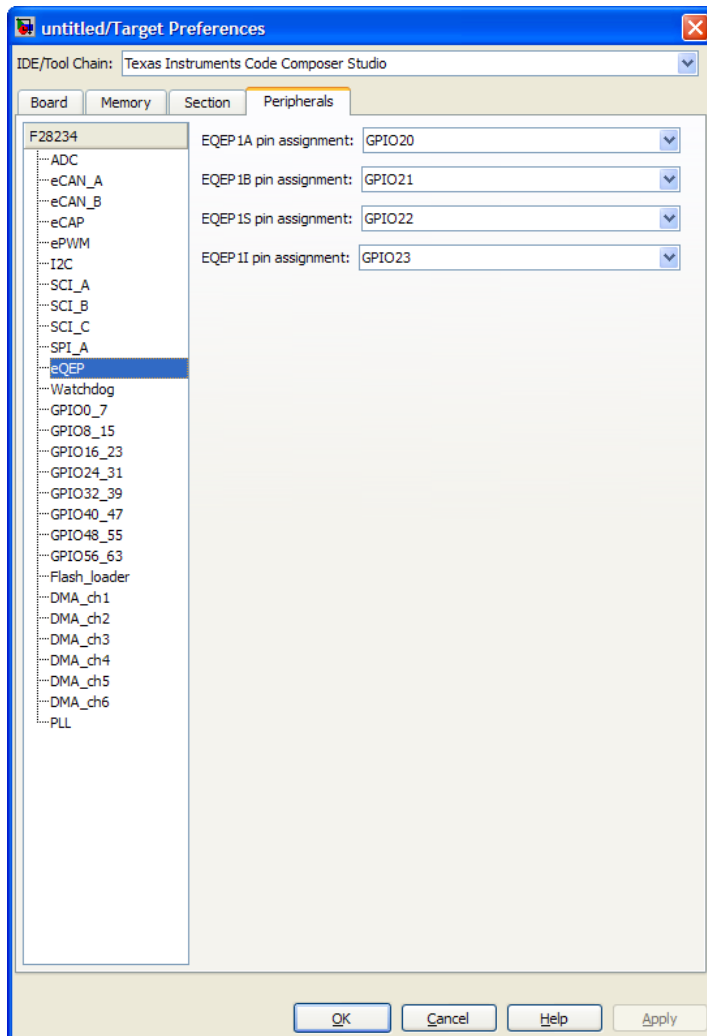 untitled/Target Preferences
IDE/Tool Chain: Texas Instruments Code Composer Studio
Board Memory Section Peripherals
F28234
ADC
eCAN_A
eCAN_B
eCAP
ePWM
I2C
SCI_A
SCI_B
SCI_C
SPI_A
eQEP
Watchdog
GPIO0_7
GPIO8_15
GPIO16_23
GPIO24_31
GPIO32_39
GPIO40_47
GPIO48_55
GPIO56_63
Flash_loader
DMA_ch1
DMA_ch2
DMA_ch3
DMA_ch4
DMA_ch5
DMA_ch6
PLL
EQEP1A pin assignment: GPIO20
EQEP1B pin assignment: GPIO21
EQEP1S pin assignment: GPIO22
EQEP1I pin assignment: GPIO23
OK Cancel Help Apply